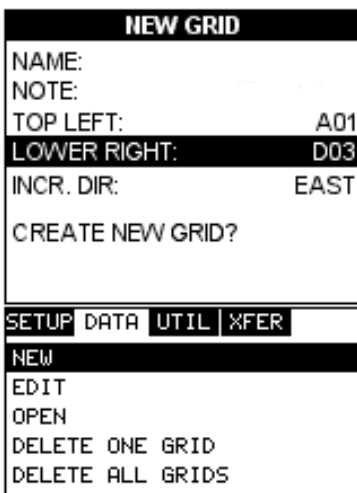 NEW GRID
NAME:
NOTE:
TOP LEFT: A01
LOWER RIGHT: D03
INCR. DIR: EAST
CREATE NEW GRID?
SETUP DATA UTIL XFER
NEW
EDIT
OPEN
DELETE ONE GRID
DELETE ALL GRIDS